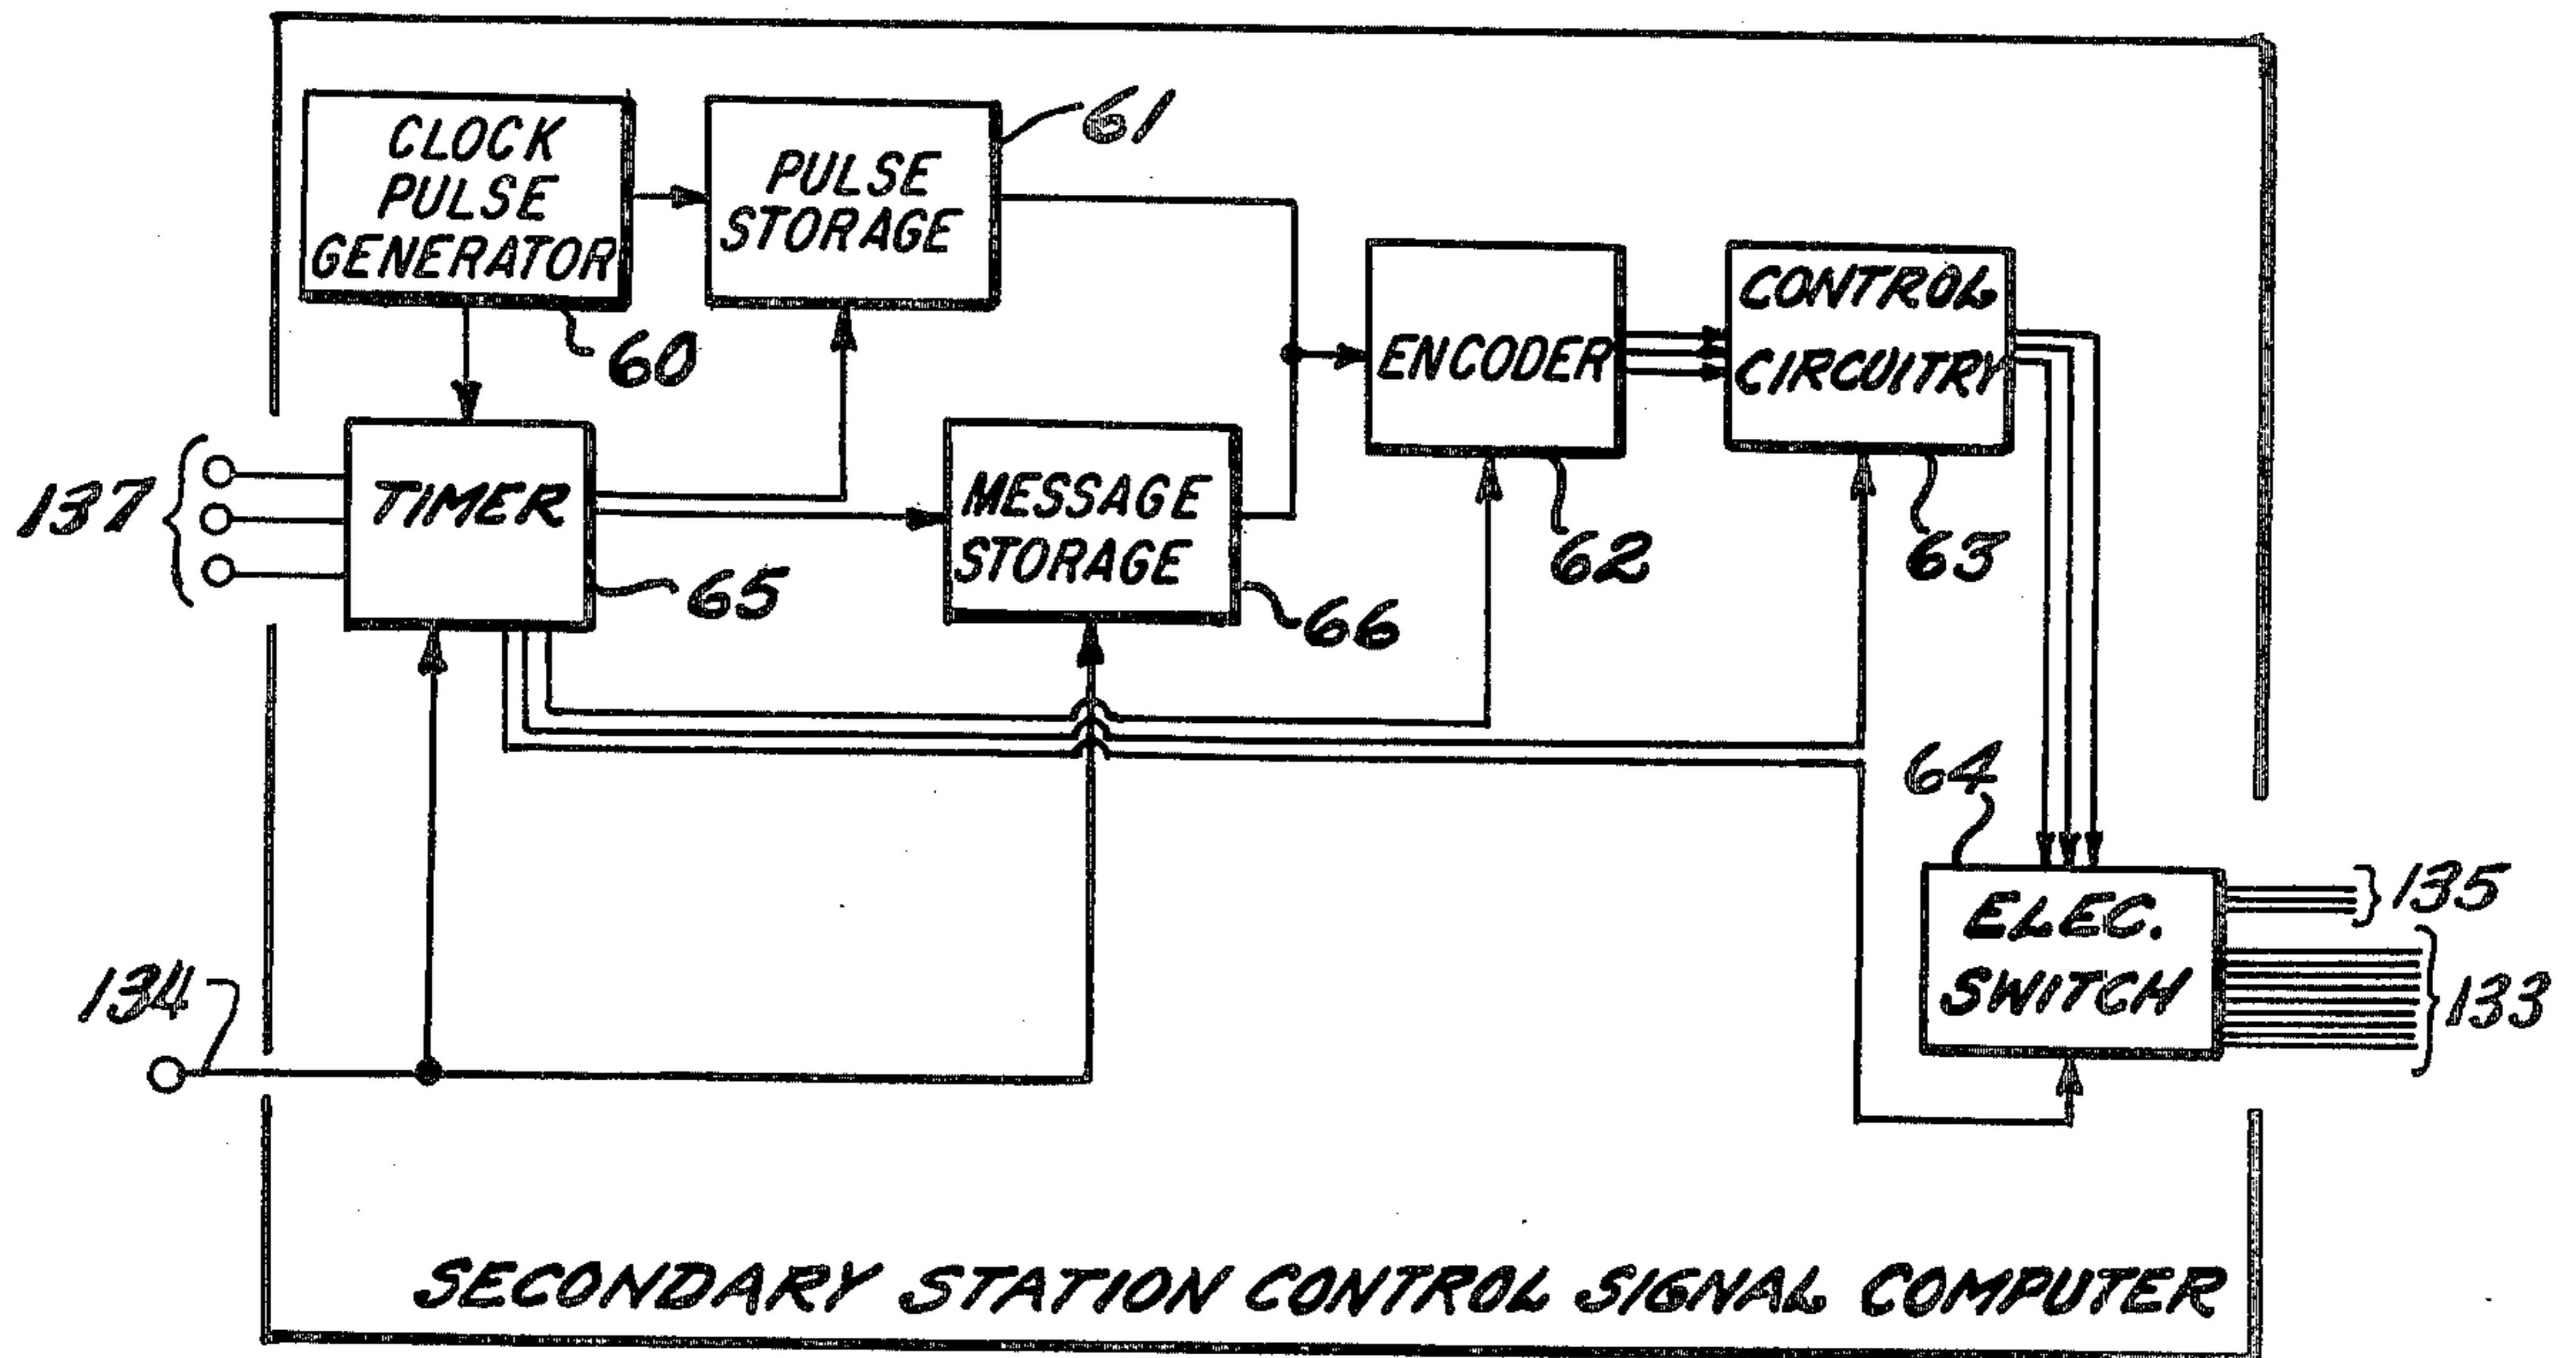 CLOCK
PULSE
GENERATOR
60
PULSE
STORAGE
61
137
TIMER
65
MESSAGE
STORAGE
66
ENCODER
62
CONTROL
CIRCUITRY
63
64
ELEC.
SWITCH
135
133
134
SECONDARY STATION CONTROL SIGNAL COMPUTER